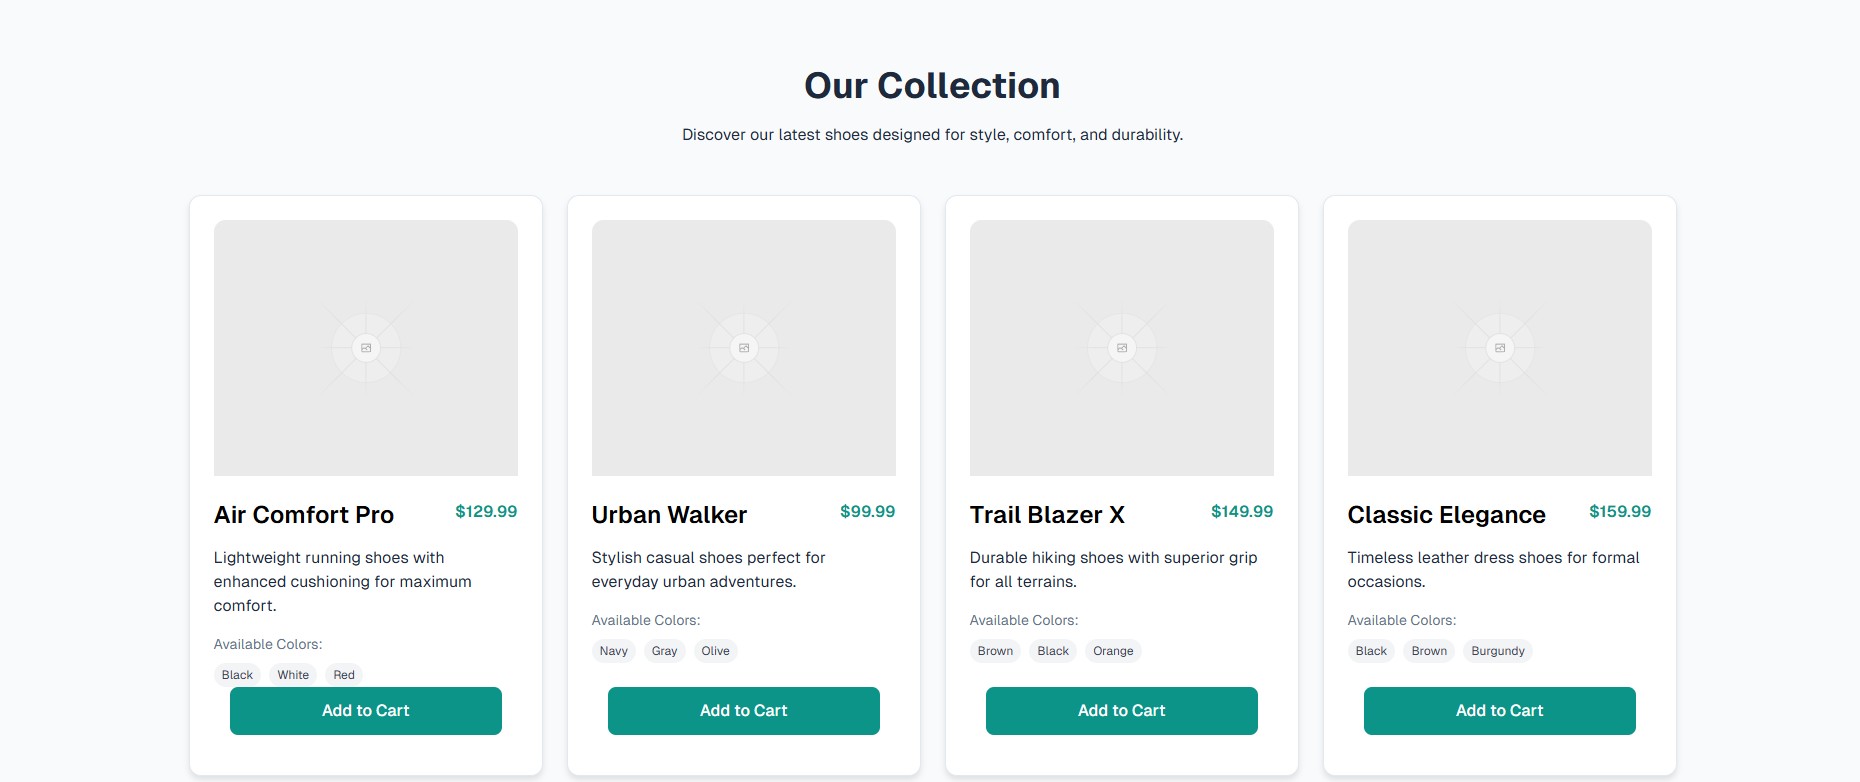 Our Collection
Discover our latest shoes designed for style, comfort, and durability.
Air Comfort Pro
$129.99
Lightweight running shoes with
enhanced cushioning for maximum
comfort.
Available Colors:
Black White Red
Add to Cart
Urban Walker
$99.99
Stylish casual shoes perfect for
everyday urban adventures.
Available Colors:
Navy Gray Olive
Add to Cart
Trail Blazer X
$149.99
Durable hiking shoes with superior grip
for all terrains.
Available Colors:
Brown Black Orange
Add to Cart
Classic Elegance
$159.99
Timeless leather dress shoes for formal
occasions.
Available Colors:
Black Brown Burgundy
Add to Cart